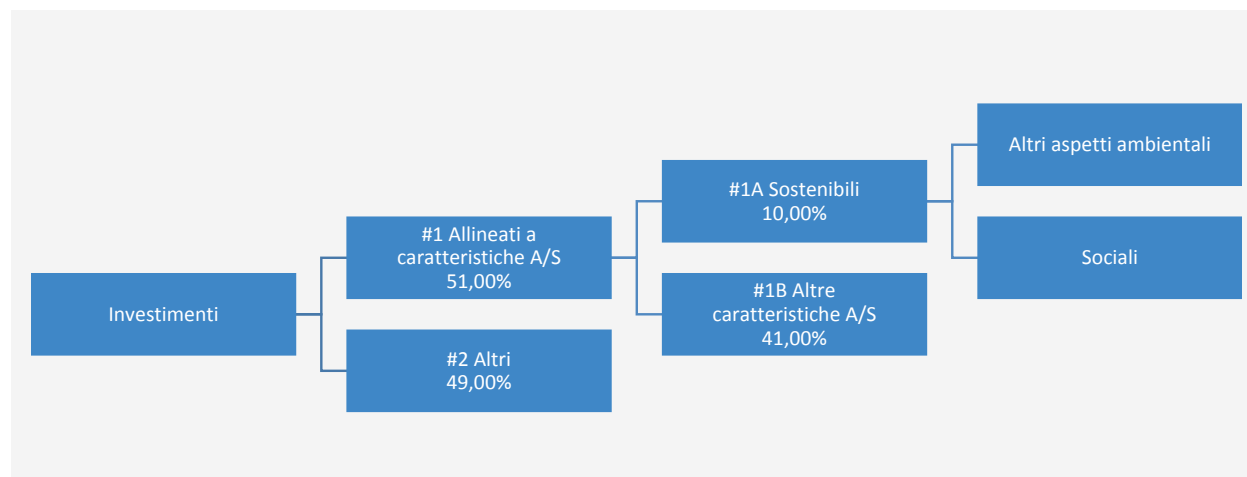 Investimenti
#1 Allineati a
caratteristiche A/S
51,00%
#2 Altri
49,00%
#1A Sostenibili
10,00%
#1B Altre
caratteristiche A/S
41,00%
Altri aspetti ambientali
Sociali